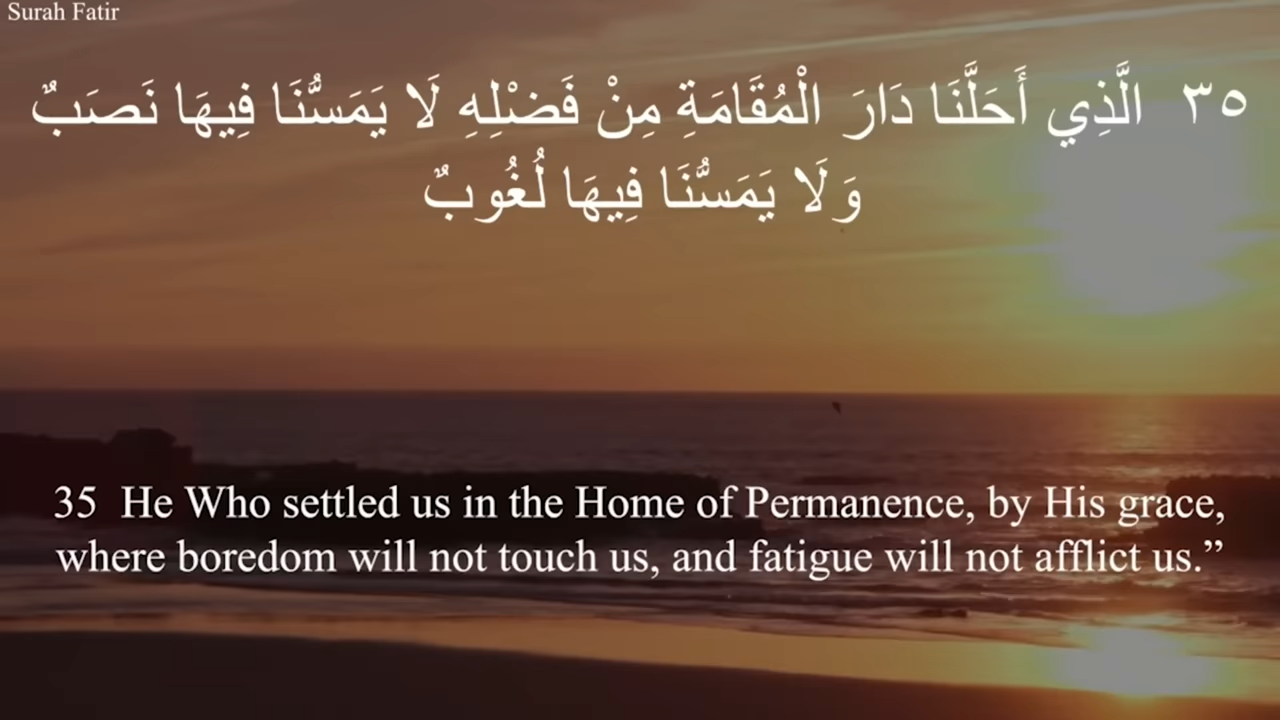 Surah Fatir
٣٥ الَّذِي أَحَلَّنَا دَارَ الْمُقَامَةِ مِنْ فَضْلِهِ لَا يَمَسُّنَا فِيهَا نَصَبٌ
وَلَا يَمَسُّنَا فِيهَا لُغُوبٌ
35 He Who settled us in the Home of Permanence, by His grace,
where boredom will not touch us, and fatigue will not afflict us.”